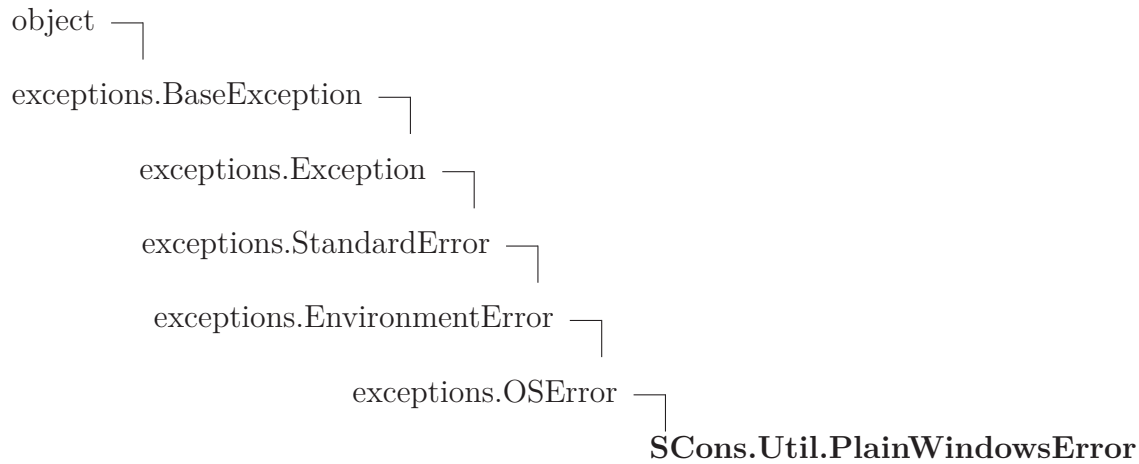 object
exceptions.BaseException
exceptions.Exception
exceptions.StandardError
exceptions.EnvironmentError
exceptions.OSError
SCons.Util.PlainWindowsError